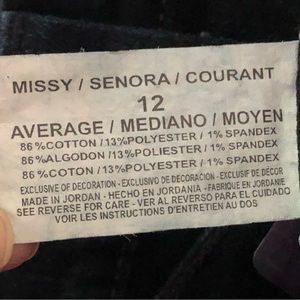 MISSY / SENORA / COURANT
12
AVERAGE / MEDIANO / MOYEN
86%COTTON / 13%POLYESTER / 1% SPANDEX
86%ALGODON / 13%POLIESTER / 1% SPANDEX
86%COTON / 13%POLYESTER / 1% SPANDEX
EXCLUSIVE OF DECORATION - EXCLUSIVO DE DECORACION - EXCLUSIF DE DÉCOR
MADE IN JORDAN - HECHO EN JORDANIA - FABRIQUE EN JORDANIE
SEE REVERSE FOR CARE - VER AL REVERSO PARA EL CUIDADO
VOIR LES INSTRUCTIONS D'ENTRETIEN AU DOS